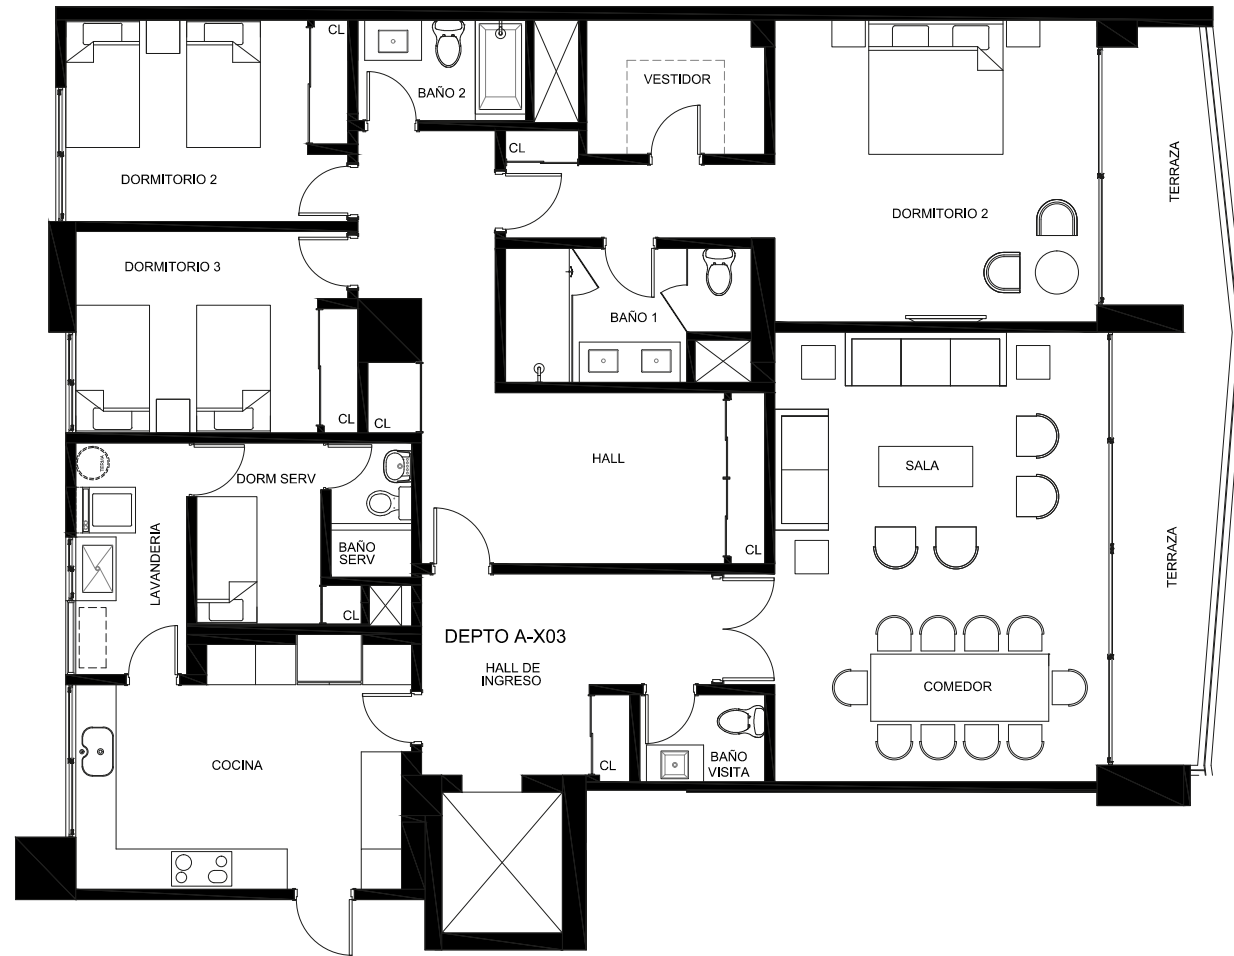 CL
BAÑO 2
VESTIDOR
CL
DORMITORIO 2
DORMITORIO 2
TERRAZA
DORMITORIO 3
BAÑO 1
CL
CL
HALL
SALA
TERMA
DORM SERV
LAVANDERIA
BAÑO
SERV
CL
TERRAZA
CL
DEPTO A-X03
HALL DE
INGRESO
COMEDOR
COCINA
CL
BAÑO
VISITA